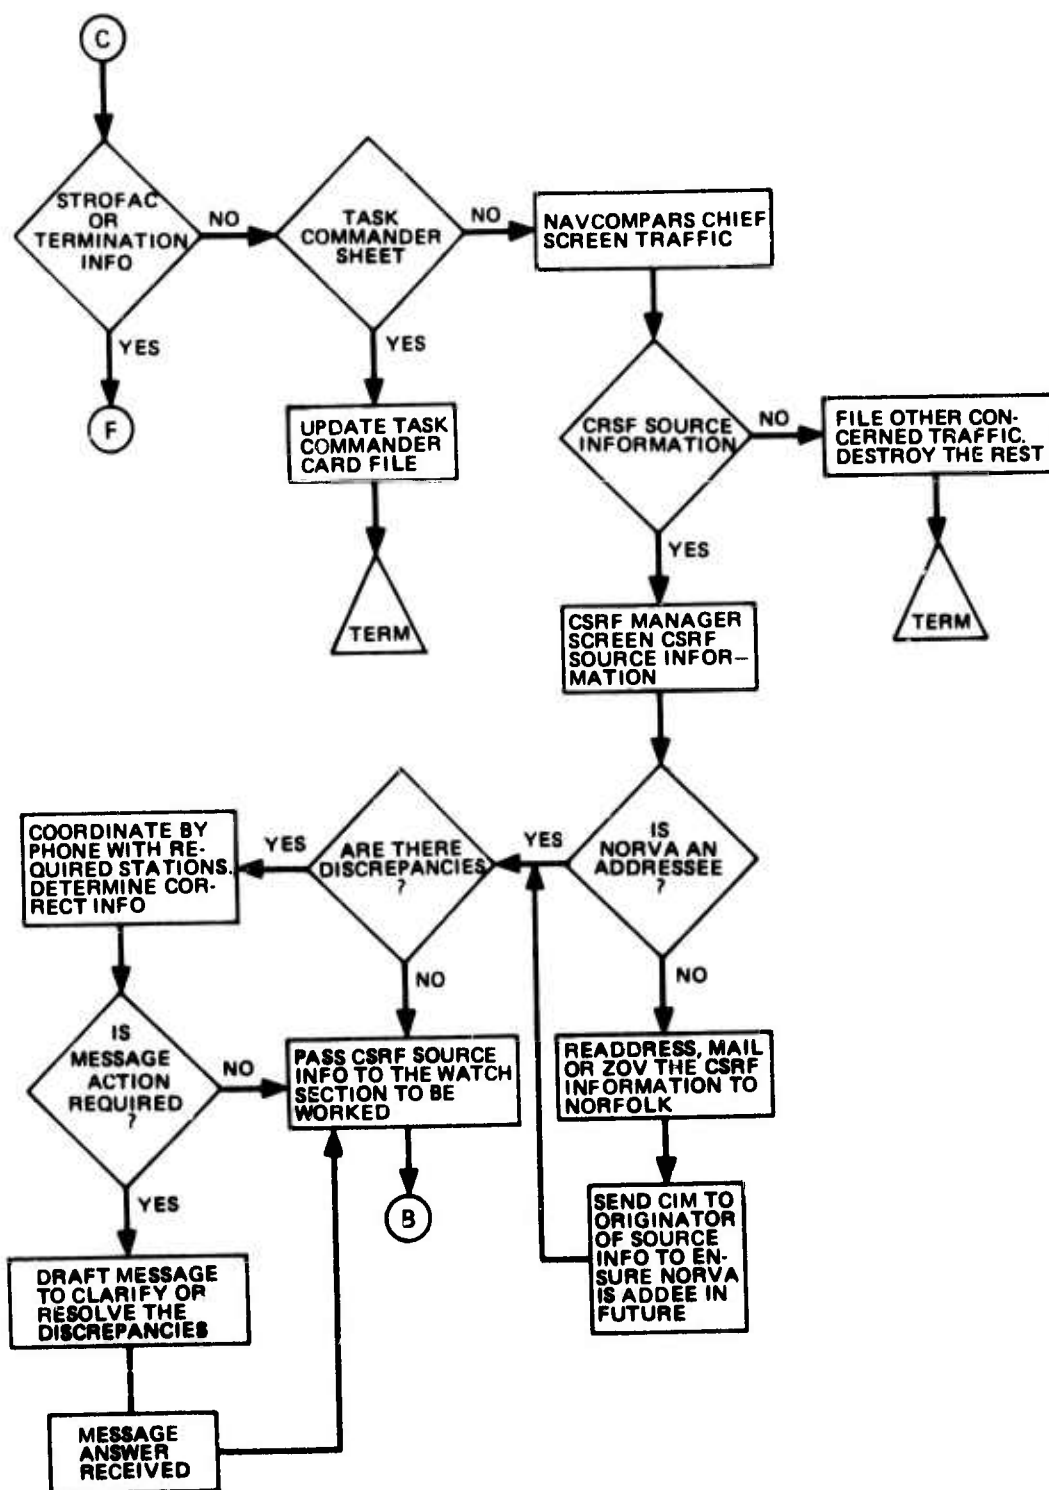 C
STROFAC
OR
TERMINATION
INFO
NO
YES
F
TASK
COMMANDER
SHEET
NO
YES
UPDATE TASK
COMMANDER
CARD FILE
TERM
NAVCOMPARS CHIEF
SCREEN TRAFFIC
CRSF SOURCE
INFORMATION
NO
YES
FILE OTHER CON-
CERNED TRAFFIC.
DESTROY THE REST
TERM
CSRF MANAGER
SCREEN CSRF
SOURCE INFOR-
MATION
IS
NORVA AN
ADDRESSEE
?
YES
NO
READDRESS, MAIL
OR ZOV THE CSRF
INFORMATION TO
NORFOLK
SEND CIM TO
ORIGINATOR
OF SOURCE
INFO TO EN-
SURE NORVA
IS ADDEE IN
FUTURE
ARE THERE
DISCREPANCIES
?
YES
NO
COORDINATE BY
PHONE WITH RE-
QUIRED STATIONS.
DETERMINE COR-
RECT INFO
IS
MESSAGE
ACTION
REQUIRED
?
NO
YES
PASS CSRF SOURCE
INFO TO THE WATCH
SECTION TO BE
WORKED
B
DRAFT MESSAGE
TO CLARIFY OR
RESOLVE THE
DISCREPANCIES
MESSAGE
ANSWER
RECEIVED